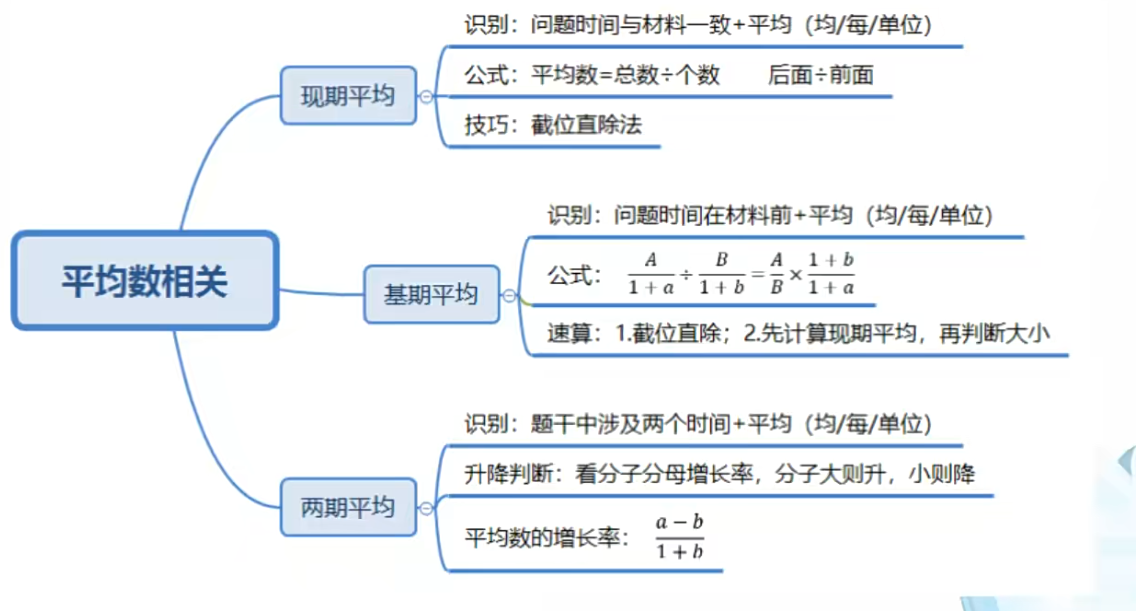 平均数相关
现期平均
识别：问题时间与材料一致+平均（均/每/单位）
公式：平均数=总数÷个数 后面÷前面
技巧：截位直除法
基期平均
识别：问题时间在材料前+平均（均/每/单位）
公式： A/(1+a) ÷ B/(1+b) = A/B × (1+b)/(1+a)
速算：1.截位直除；2.先计算现期平均，再判断大小
两期平均
识别：题干中涉及两个时间+平均（均/每/单位）
升降判断：看分子分母增长率，分子大则升，小则降
平均数的增长率： (a−b)/(1+b)